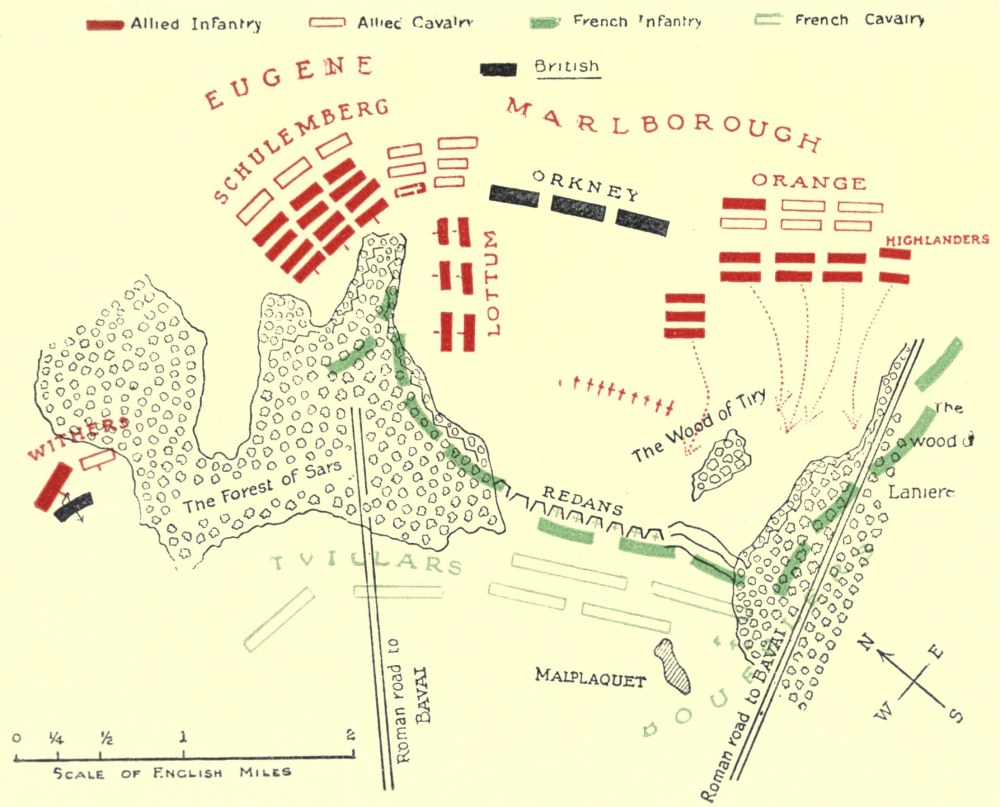 Allied Infantry
Allied Cavalry
French Infantry
French Cavalry
British
EUGENE
MARLBOROUGH
SCHULEMBERG
ORKNEY
ORANGE
HIGHLANDERS
LOTTUM
The
Wood of
Laniere
The Wood of Tiry
WITHERS
The Forest of Sars
REDANS
VILLARS
MALPLAQUET
Roman road to
BAVAI
Roman road to BAVAI
N
E
W
S
0 ¼ ½ 1 2
SCALE OF ENGLISH MILES